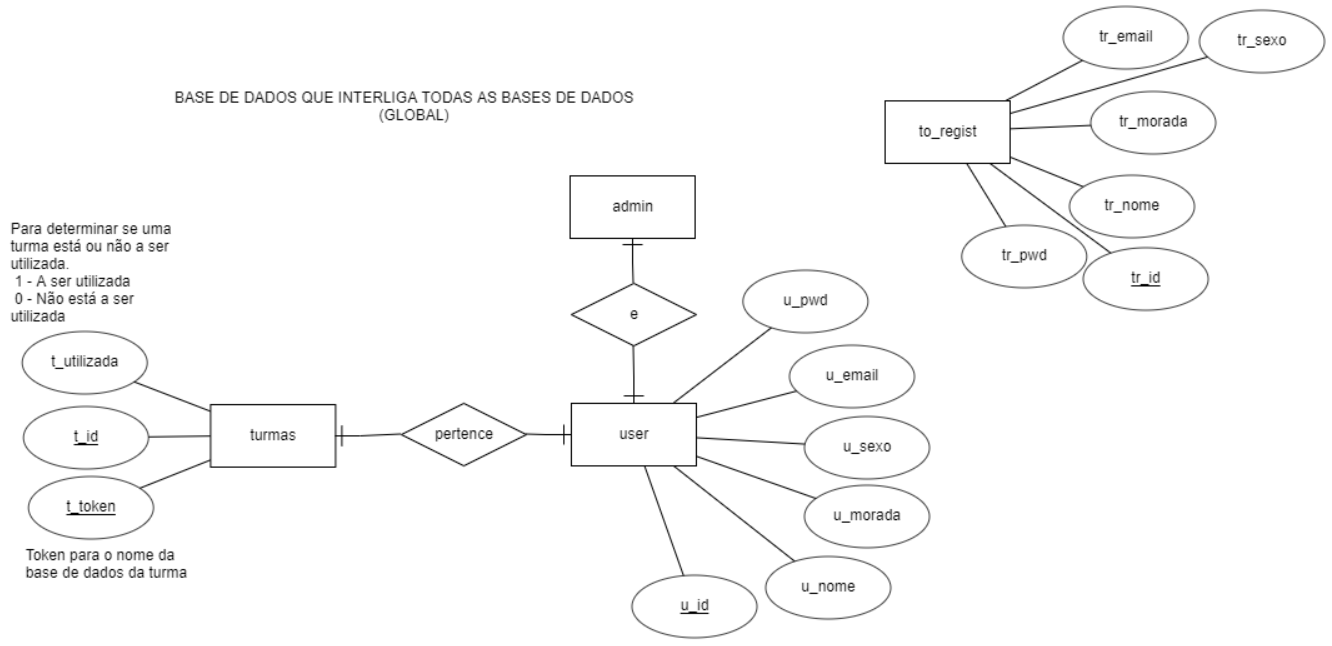 BASE DE DADOS QUE INTERLIGA TODAS AS BASES DE DADOS
(GLOBAL)
tr_email
tr_sexo
to_regist
tr_morada
tr_nome
tr_pwd
tr_id
admin
Para determinar se uma
turma está ou não a ser
utilizada.
1 - A ser utilizada
0 - Não está a ser
utilizada
e
u_pwd
t_utilizada
u_email
t_id
turmas
pertence
user
u_sexo
t_token
u_morada
Token para o nome da
base de dados da turma
u_nome
u_id